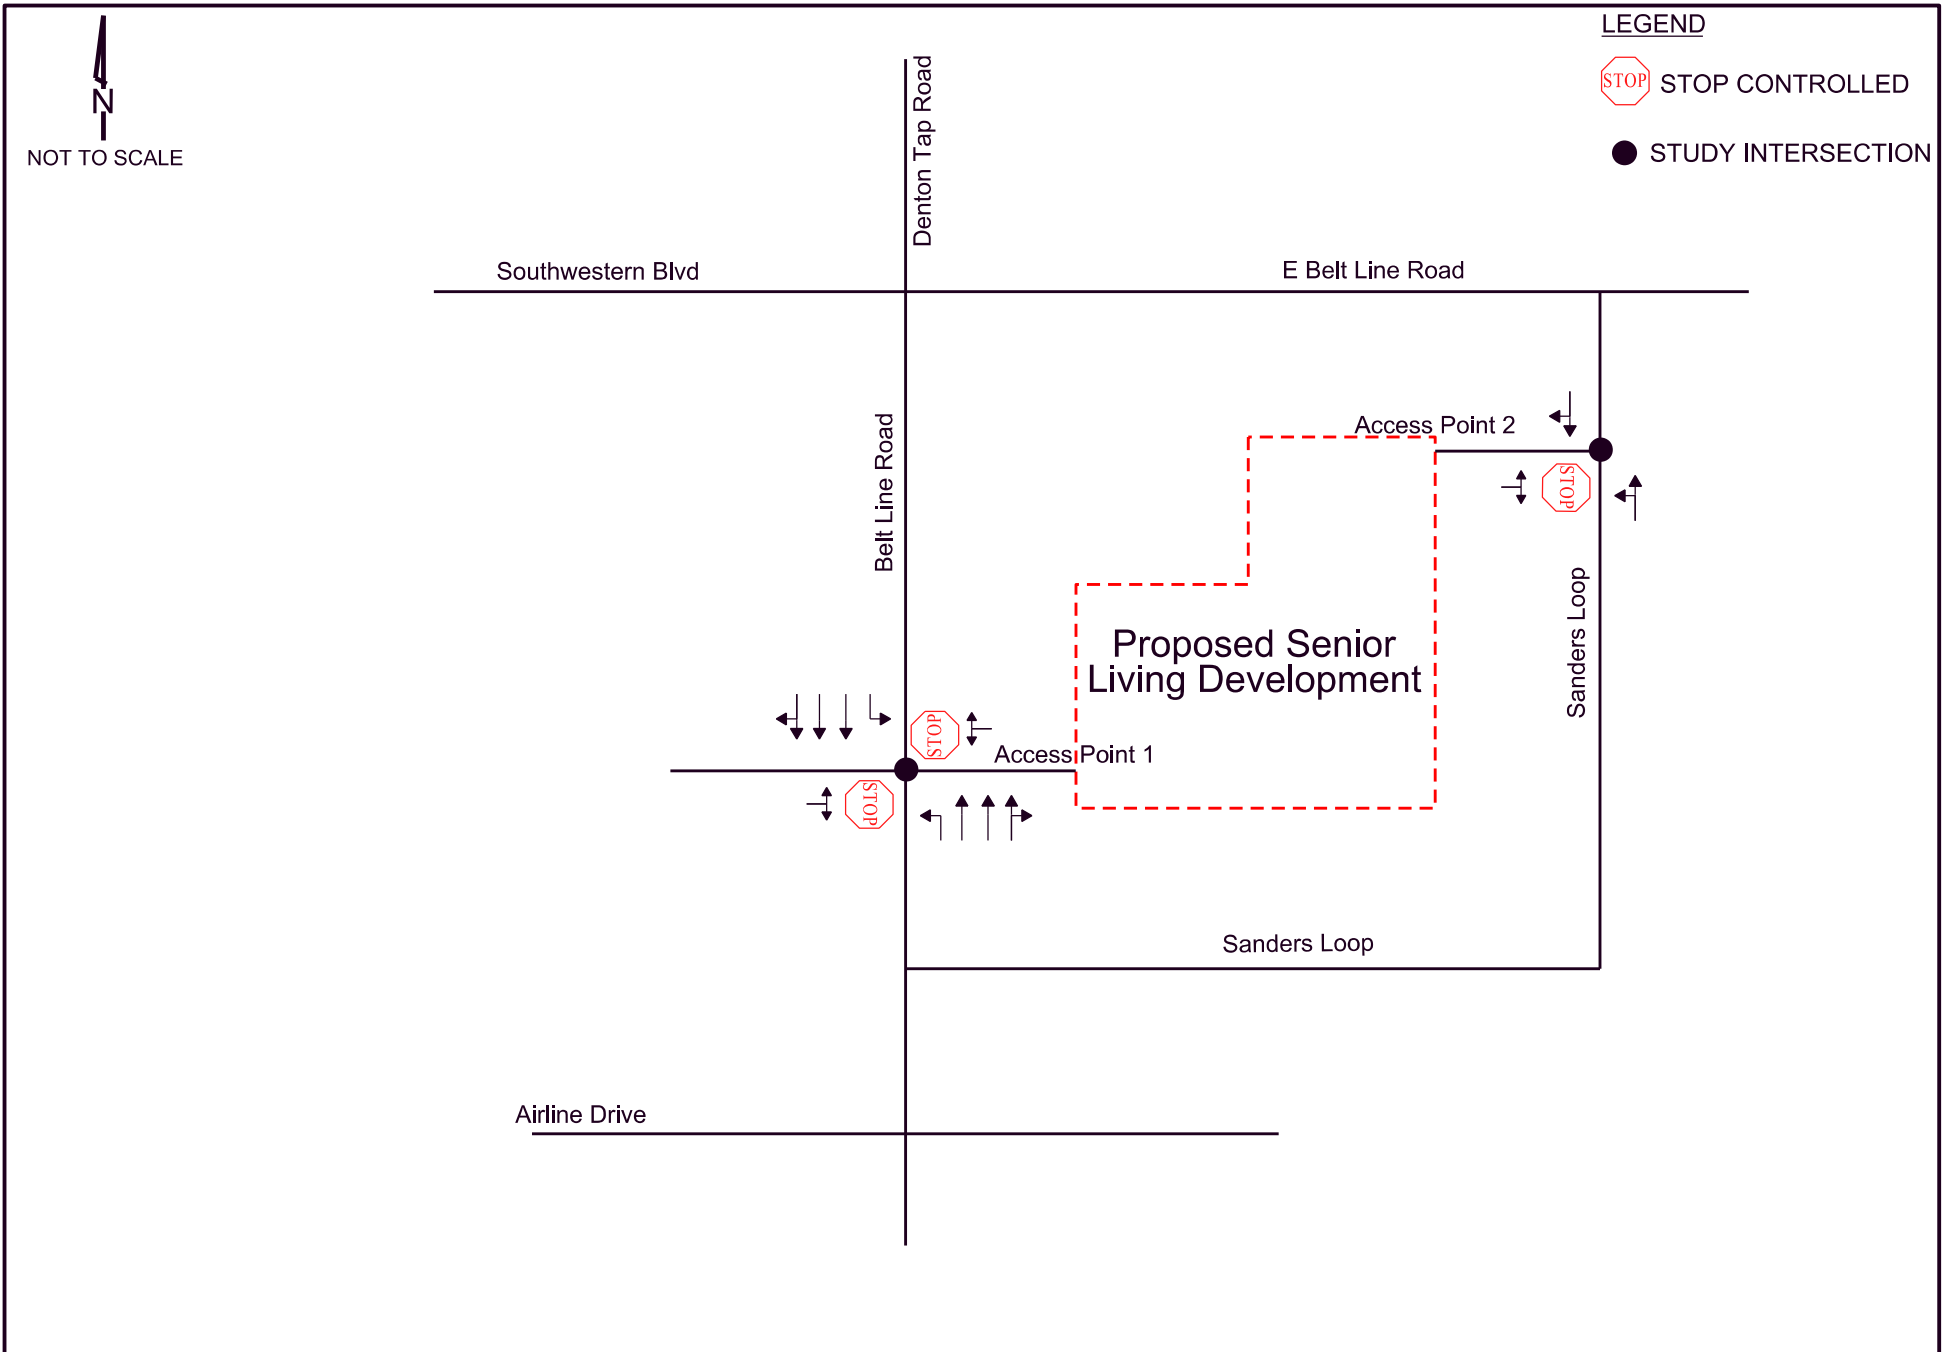 LEGEND
STOP STOP CONTROLLED
STUDY INTERSECTION
N
NOT TO SCALE
Denton Tap Road
Southwestern Blvd
E Belt Line Road
Belt Line Road
Access Point 2
STOP
Sanders Loop
Proposed Senior
Living Development
STOP
Access Point 1
STOP
Sanders Loop
Airline Drive